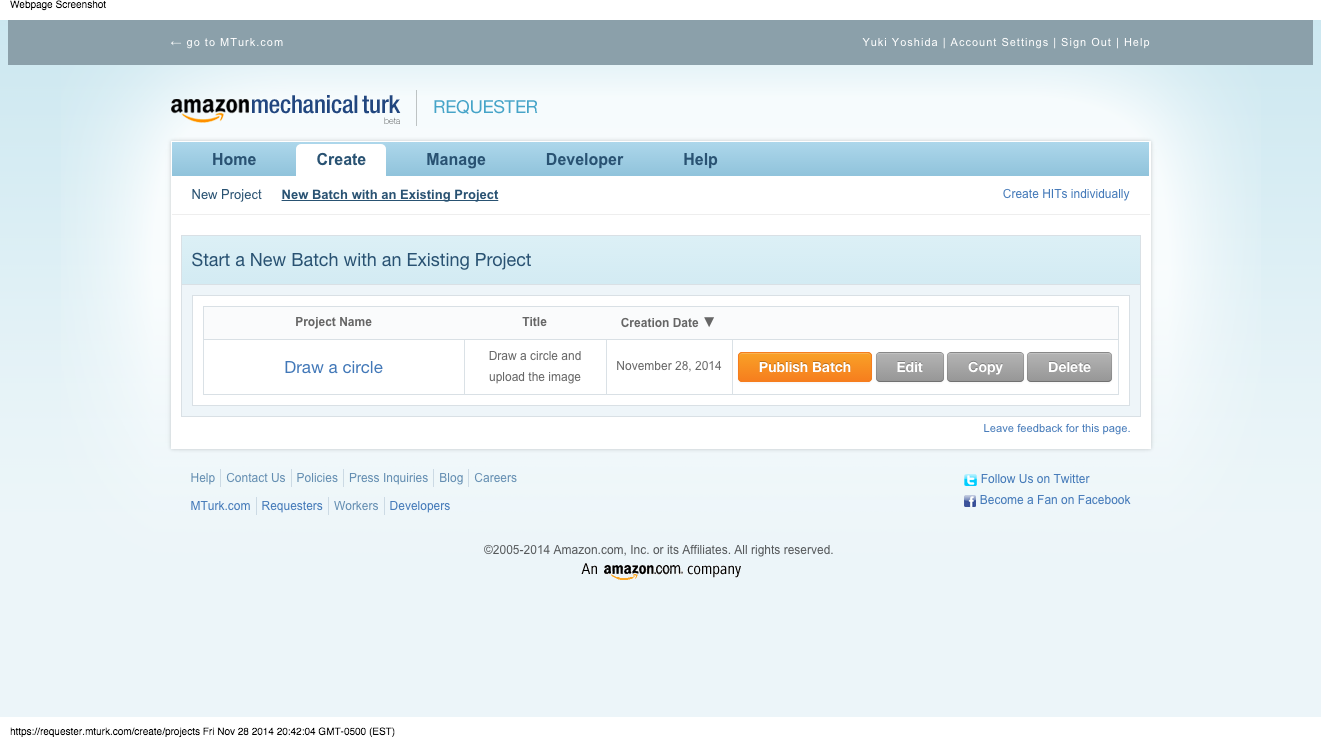 Webpage Screenshot
← go to MTurk.com
Yuki Yoshida | Account Settings | Sign Out | Help
amazonmechanical turk
beta
REQUESTER
Home Create Manage Developer Help
New Project New Batch with an Existing Project Create HITs individually
Start a New Batch with an Existing Project
Project Name Title Creation Date ▼
Draw a circle
Draw a circle and
upload the image
November 28, 2014
Publish Batch Edit Copy Delete
Leave feedback for this page.
Help | Contact Us | Policies | Press Inquiries | Blog | Careers
MTurk.com | Requesters | Workers | Developers
Follow Us on Twitter
Become a Fan on Facebook
©2005-2014 Amazon.com, Inc. or its Affiliates. All rights reserved.
An amazon.com. company
https://requester.mturk.com/create/projects Fri Nov 28 2014 20:42:04 GMT-0500 (EST)